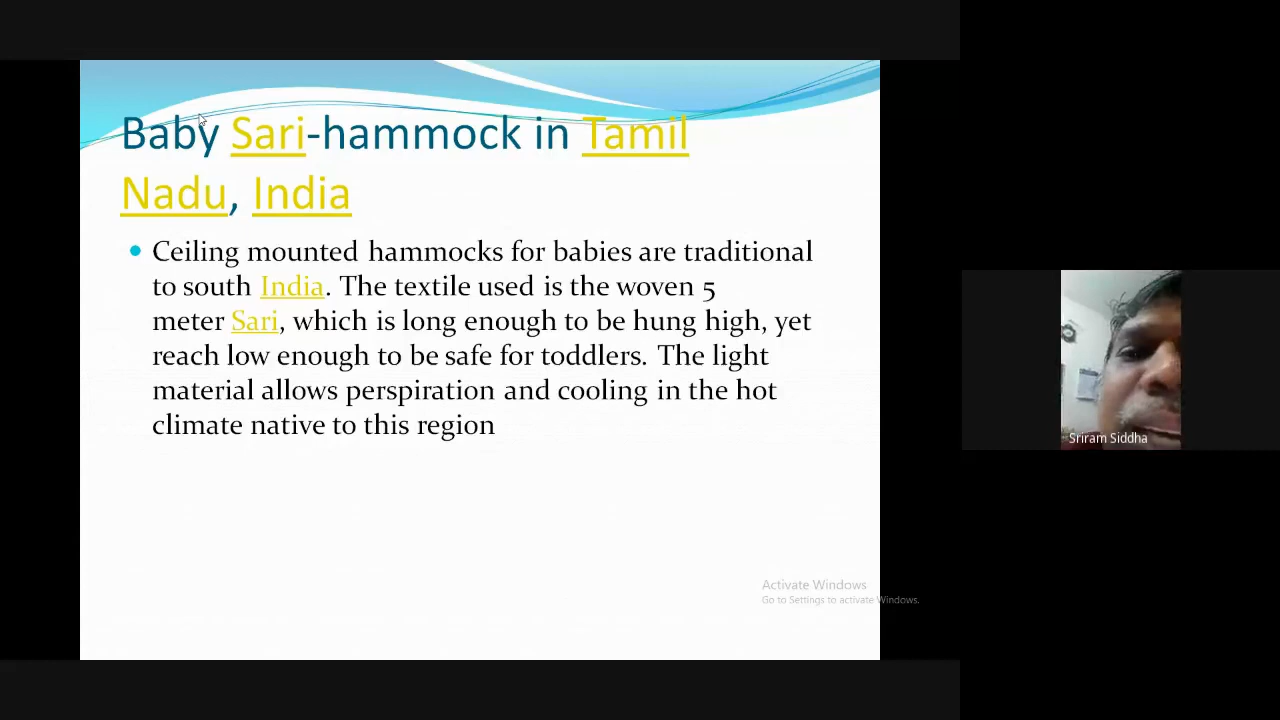 Baby Sari-hammock in Tamil
Nadu, India
Ceiling mounted hammocks for babies are traditional
to south India. The textile used is the woven 5
meter Sari, which is long enough to be hung high, yet
reach low enough to be safe for toddlers. The light
material allows perspiration and cooling in the hot
climate native to this region
Activate Windows
Go to Settings to activate Windows.
Sriram Siddha